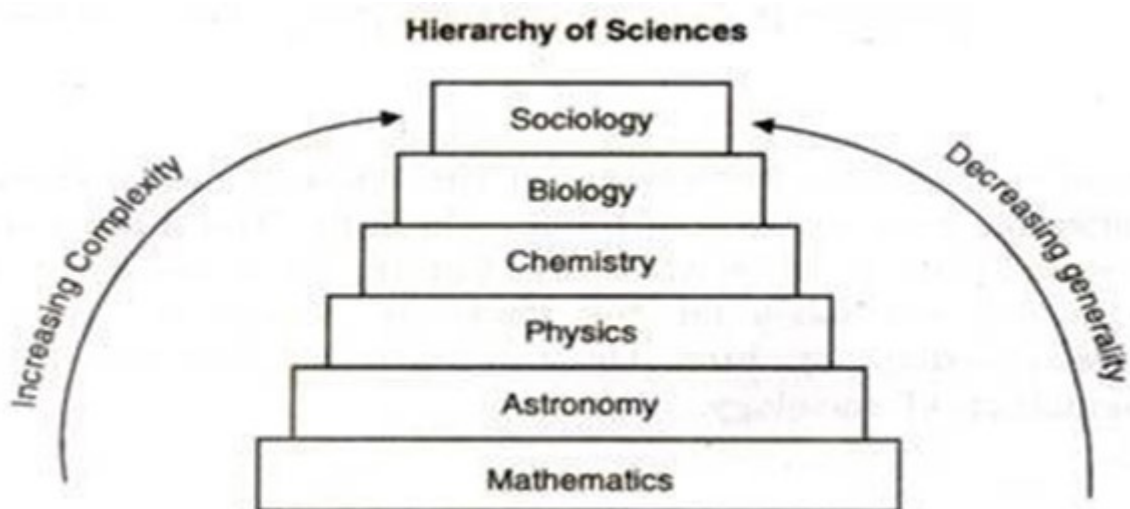 Hierarchy of Sciences
Sociology
Biology
Chemistry
Physics
Astronomy
Mathematics
Increasing Complexity
Decreasing generality